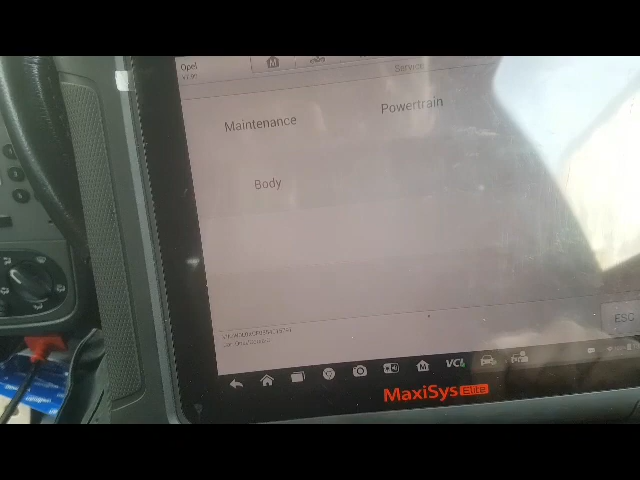 Opel
Service
Maintenance
Powertrain
Body
ESC
VCI
MaxiSys Elite